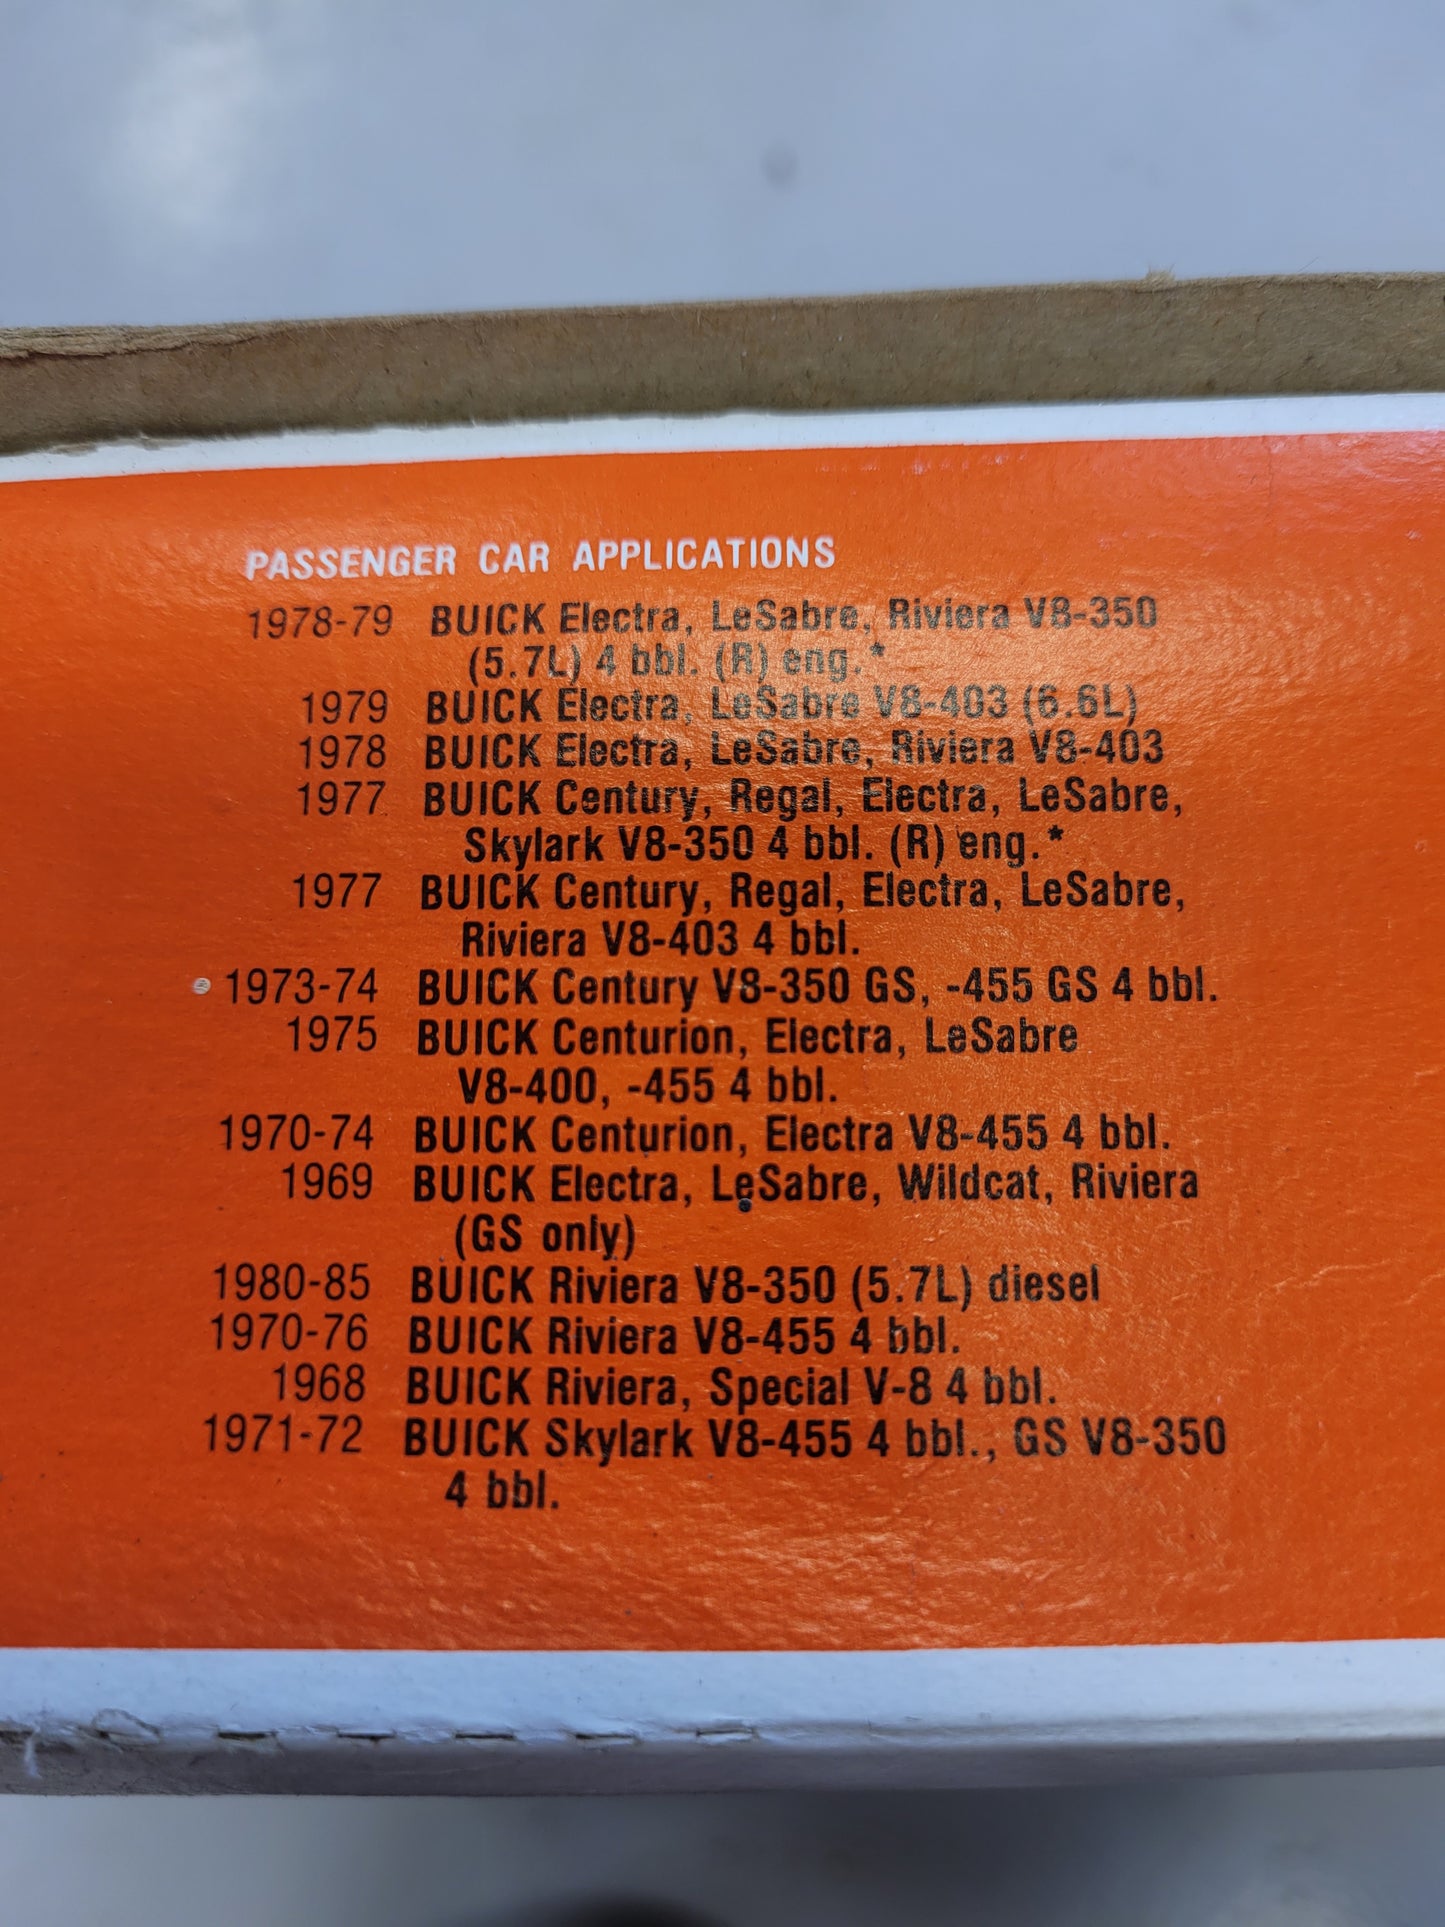 PASSENGER CAR APPLICATIONS
1978-79 BUICK Electra, LeSabre, Riviera V8-350
(5.7L) 4 bbl. (R) eng.*
1979 BUICK Electra, LeSabre V8-403 (6.6L)
1978 BUICK Electra, LeSabre, Riviera V8-403
1977 BUICK Century, Regal, Electra, LeSabre,
Skylark V8-350 4 bbl. (R) eng.*
1977 BUICK Century, Regal, Electra, LeSabre,
Riviera V8-403 4 bbl.
1973-74 BUICK Century V8-350 GS, -455 GS 4 bbl.
1975 BUICK Centurion, Electra, LeSabre
V8-400, -455 4 bbl.
1970-74 BUICK Centurion, Electra V8-455 4 bbl.
1969 BUICK Electra, LeSabre, Wildcat, Riviera
(GS only)
1980-85 BUICK Riviera V8-350 (5.7L) diesel
1970-76 BUICK Riviera V8-455 4 bbl.
1968 BUICK Riviera, Special V-8 4 bbl.
1971-72 BUICK Skylark V8-455 4 bbl., GS V8-350
4 bbl.